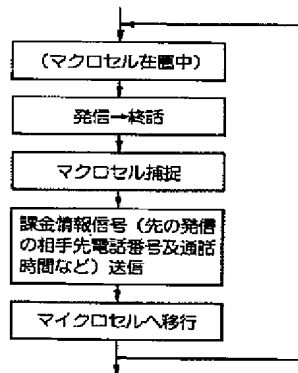 (マクロセル在圏中)
発信→終話
マクロセル捕捉
課金情報信号(先の発信
の相手先電話番号及通話
時間など)送信
マイクロセルへ移行